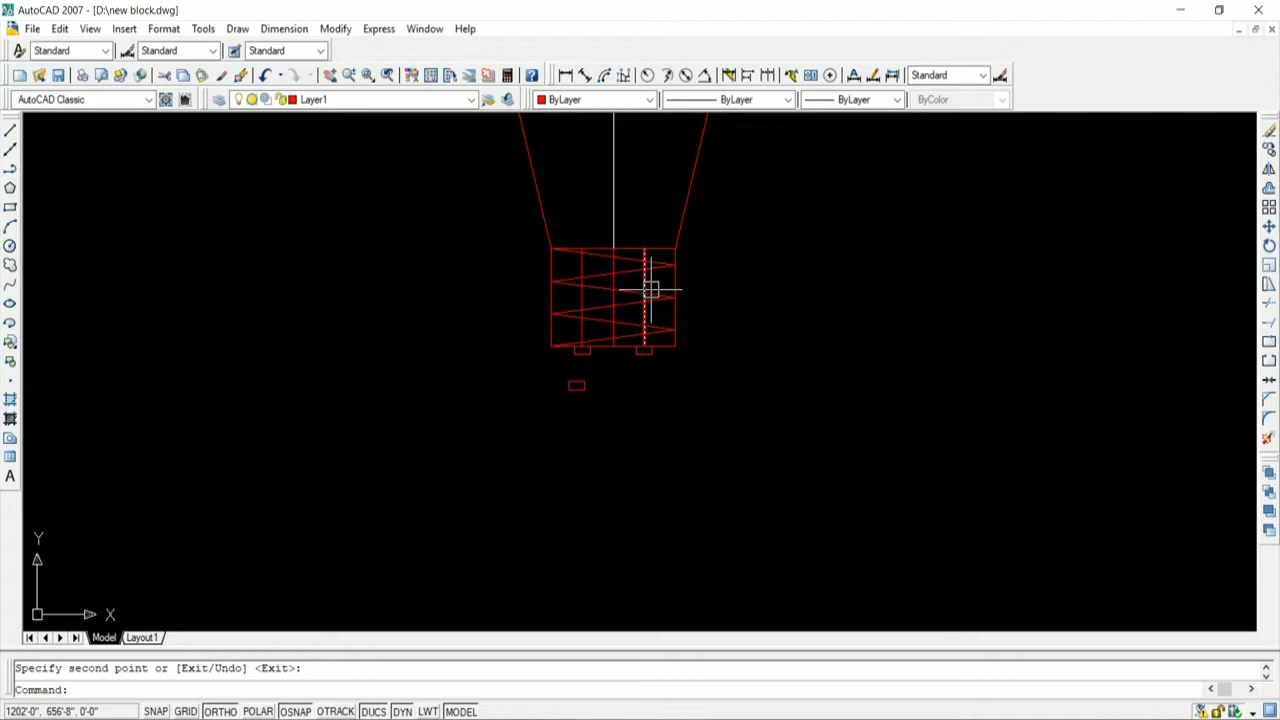 AutoCAD 2007 - [D:\new block.dwg]
File Edit View Insert Format Tools Draw Dimension Modify Express Window Help
Standard Standard Standard
Standard
AutoCAD Classic Layer1 ByLayer ByLayer ByLayer ByColor
A
Y
X
Model Layout1
Specify second point or [Exit/Undo] <Exit>:
Command:
1202'-0", 656'-8", 0'-0" SNAP GRID ORTHO POLAR OSNAP OTRACK DUCS DYN LWT MODEL